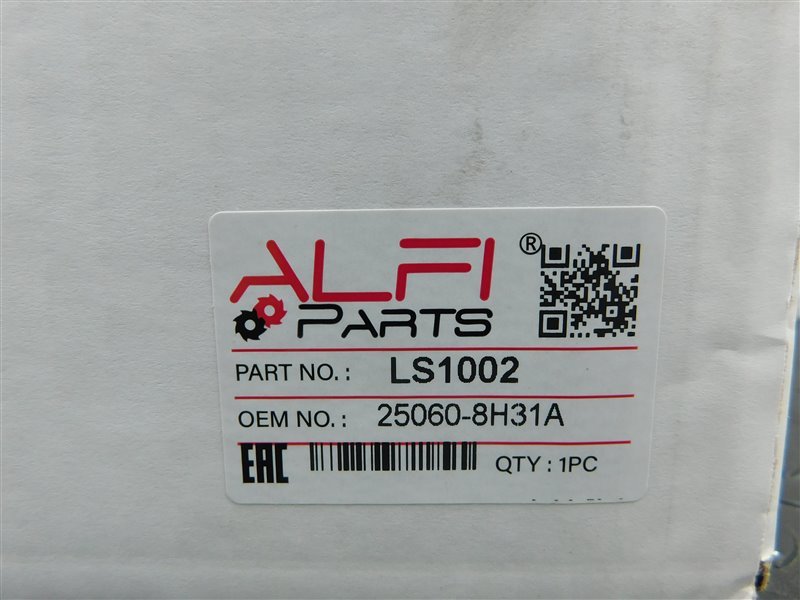 ALFI ®
PARTS
PART NO. : LS1002
OEM NO. : 25060-8H31A
EAC QTY : 1PC